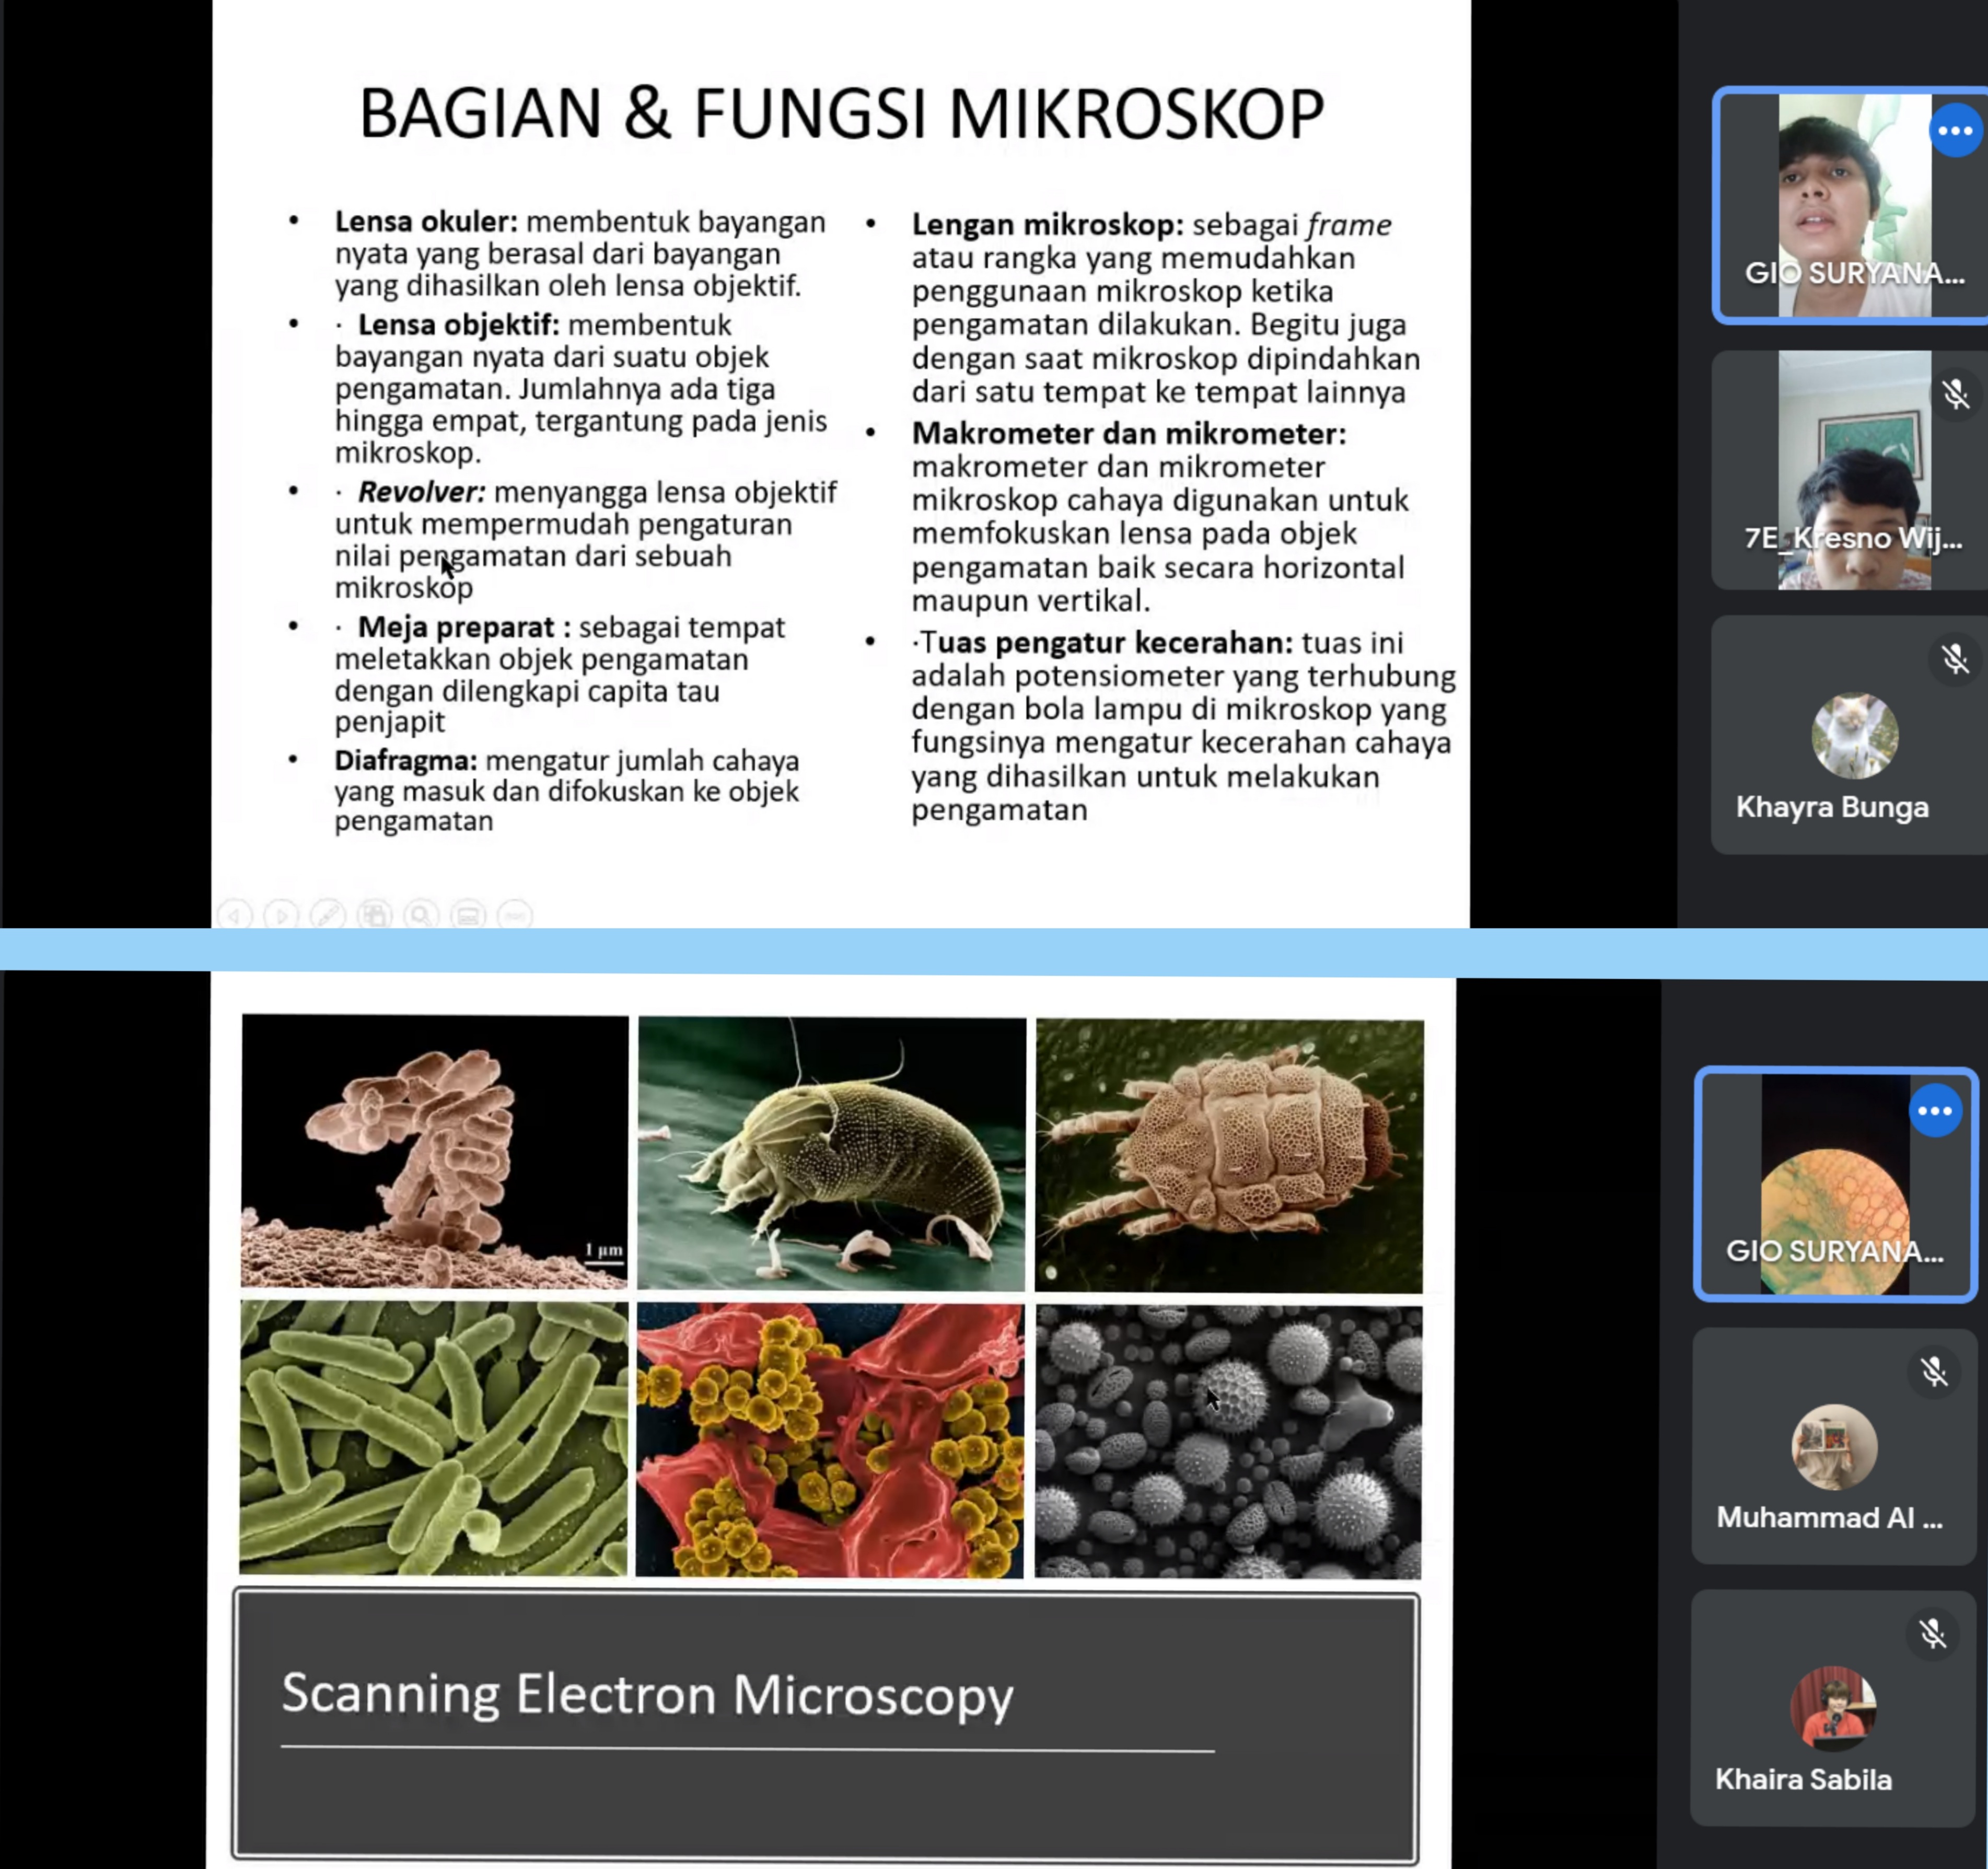 BAGIAN & FUNGSI MIKROSKOP
• Lensa okuler: membentuk bayangan
nyata yang berasal dari bayangan
yang dihasilkan oleh lensa objektif.
• · Lensa objektif: membentuk
bayangan nyata dari suatu objek
pengamatan. Jumlahnya ada tiga
hingga empat, tergantung pada jenis
mikroskop.
• · Revolver: menyangga lensa objektif
untuk mempermudah pengaturan
nilai pengamatan dari sebuah
mikroskop
• · Meja preparat : sebagai tempat
meletakkan objek pengamatan
dengan dilengkapi capita tau
penjapit
• Diafragma: mengatur jumlah cahaya
yang masuk dan difokuskan ke objek
pengamatan
• Lengan mikroskop: sebagai frame
atau rangka yang memudahkan
penggunaan mikroskop ketika
pengamatan dilakukan. Begitu juga
dengan saat mikroskop dipindahkan
dari satu tempat ke tempat lainnya
• Makrometer dan mikrometer:
makrometer dan mikrometer
mikroskop cahaya digunakan untuk
memfokuskan lensa pada objek
pengamatan baik secara horizontal
maupun vertikal.
• ·Tuas pengatur kecerahan: tuas ini
adalah potensiometer yang terhubung
dengan bola lampu di mikroskop yang
fungsinya mengatur kecerahan cahaya
yang dihasilkan untuk melakukan
pengamatan
GIO SURYANA...
7E_Kresno Wij...
Khayra Bunga
1 µm
Scanning Electron Microscopy
GIO SURYANA...
Muhammad Al ...
Khaira Sabila